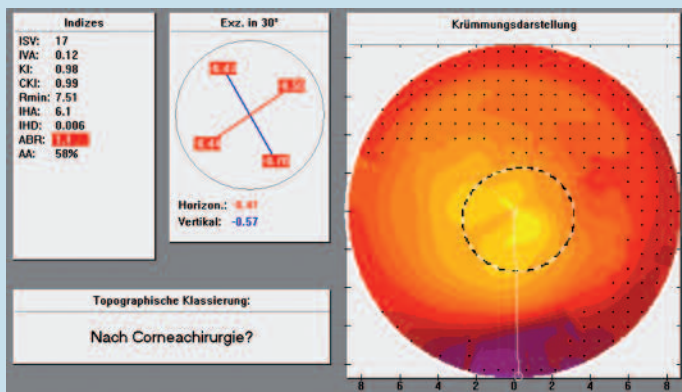 Indizes
ISV: 17
IVA: 0.12
KI: 0.98
CKI: 0.99
Rmin: 7.51
IHA: 6.1
IHD: 0.006
ABR:
AA: 58%
Exz. in 30°
Horizon.:
Vertikal: -0.57
Topographische Klassierung:
Nach Corneachirurgie?
Krümmungsdarstellung
8 6 4 2 0 2 4 6 8